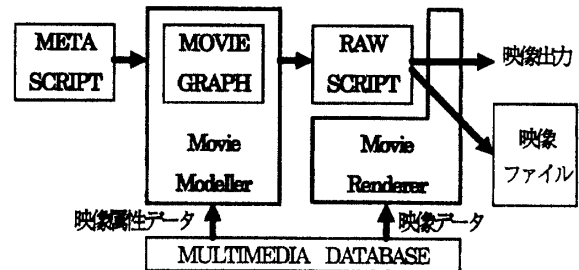 META
SCRIPT
MOVIE
GRAPH
Movie
Modeller
RAW
SCRIPT
Movie
Renderer
映像出力
映像
ファイル
映像属性データ
映像データ
MULTIMEDIA DATABASE